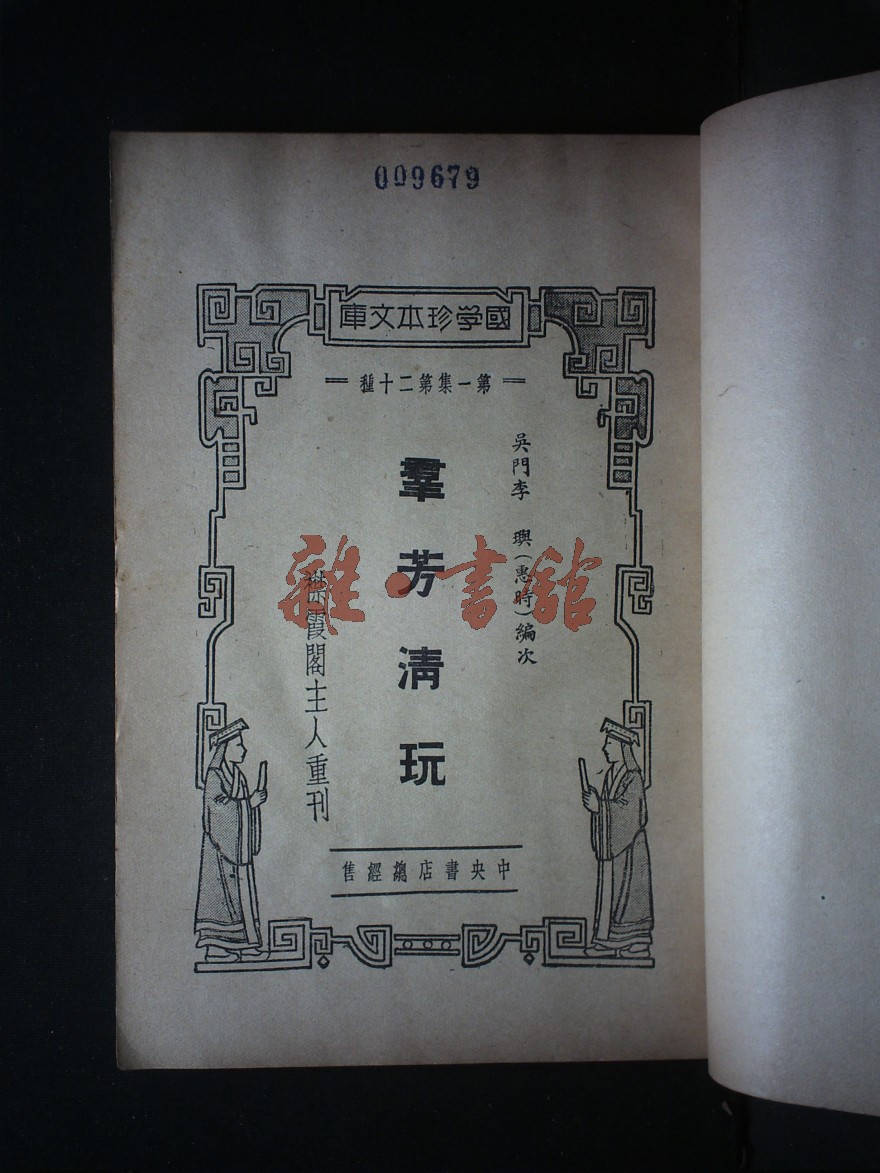 009679
國學珍本文庫
第一集第二十種
吳門李 璵(惠時)編次
羣芳清玩
霞閣主人重刊
中央書店總經售
雜·書館